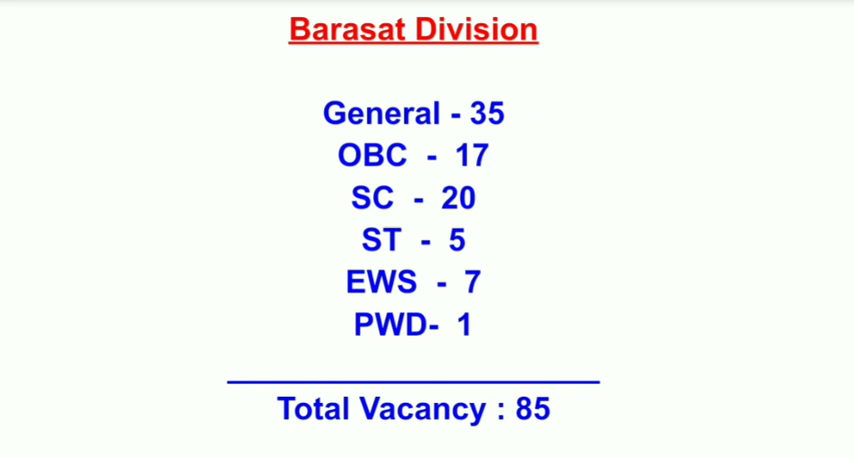 Barasat Division
General - 35
OBC - 17
SC - 20
ST - 5
EWS - 7
PWD- 1
Total Vacancy : 85